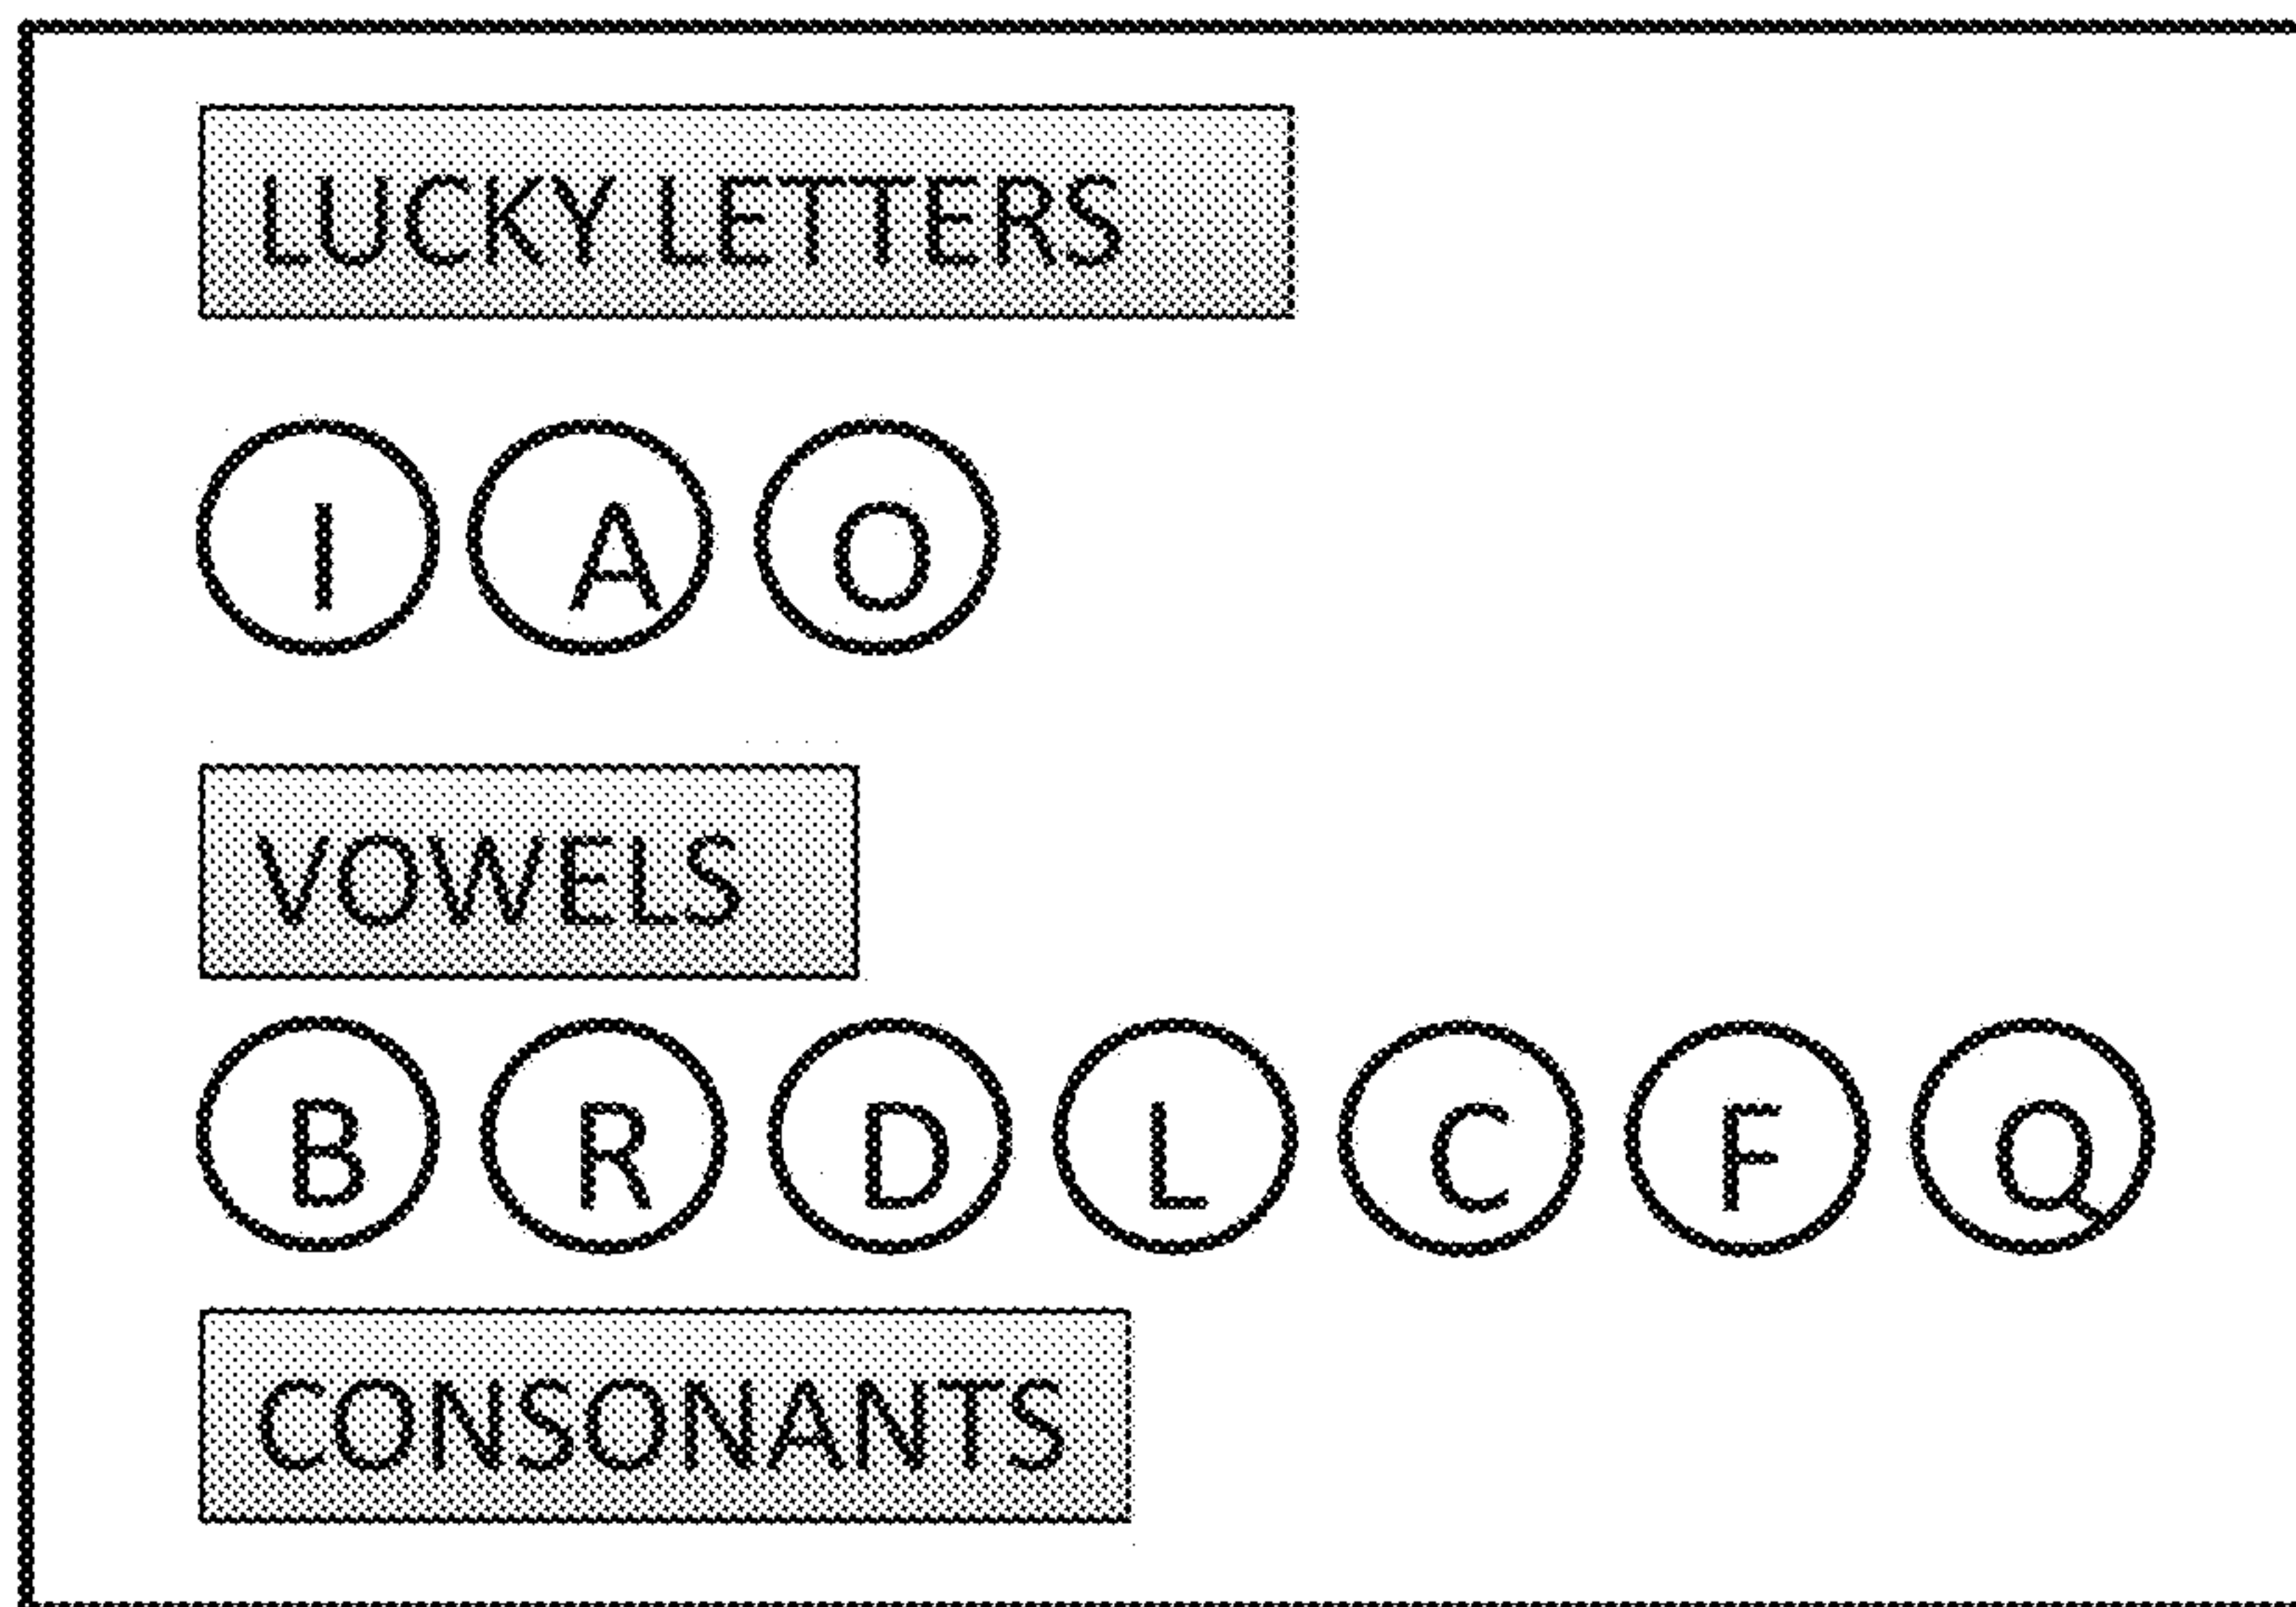 LUCKY LETTERS
I A O
VOWELS
B R D L C F Q
CONSONANTS